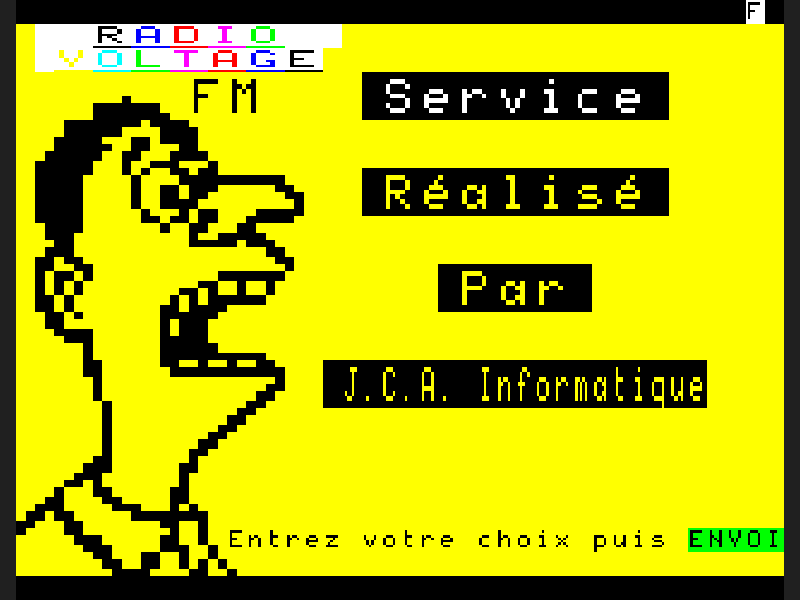 F
RADIO
VOLTAGE
FM
Service
Réalisé
Par
J.C.A. Informatique
Entrez votre choix puis ENVOI